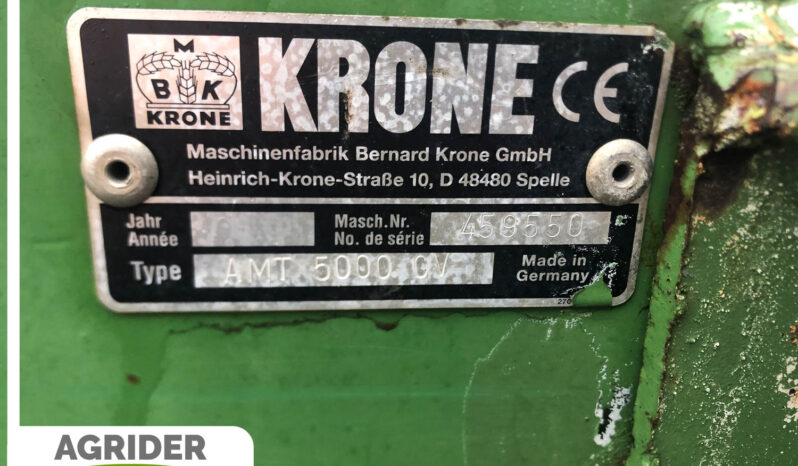 M
B K
KRONE
KRONE CE
Maschinenfabrik Bernard Krone GmbH
Heinrich-Krone-Straße 10, D 48480 Spelle
Jahr
Année
Masch.Nr.
No. de série
458550
Type
AMT 5000 CV
Made in
Germany
270
AGRIDER